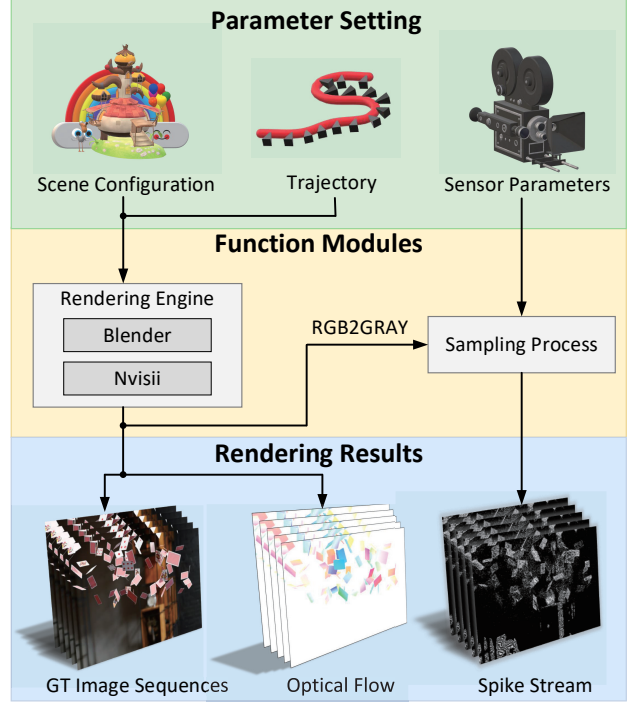 Parameter Setting
Scene Configuration
Trajectory
Sensor Parameters
Function Modules
Rendering Engine
Blender
Nvisii
RGB2GRAY
Sampling Process
Rendering Results
GT Image Sequences
Optical Flow
Spike Stream